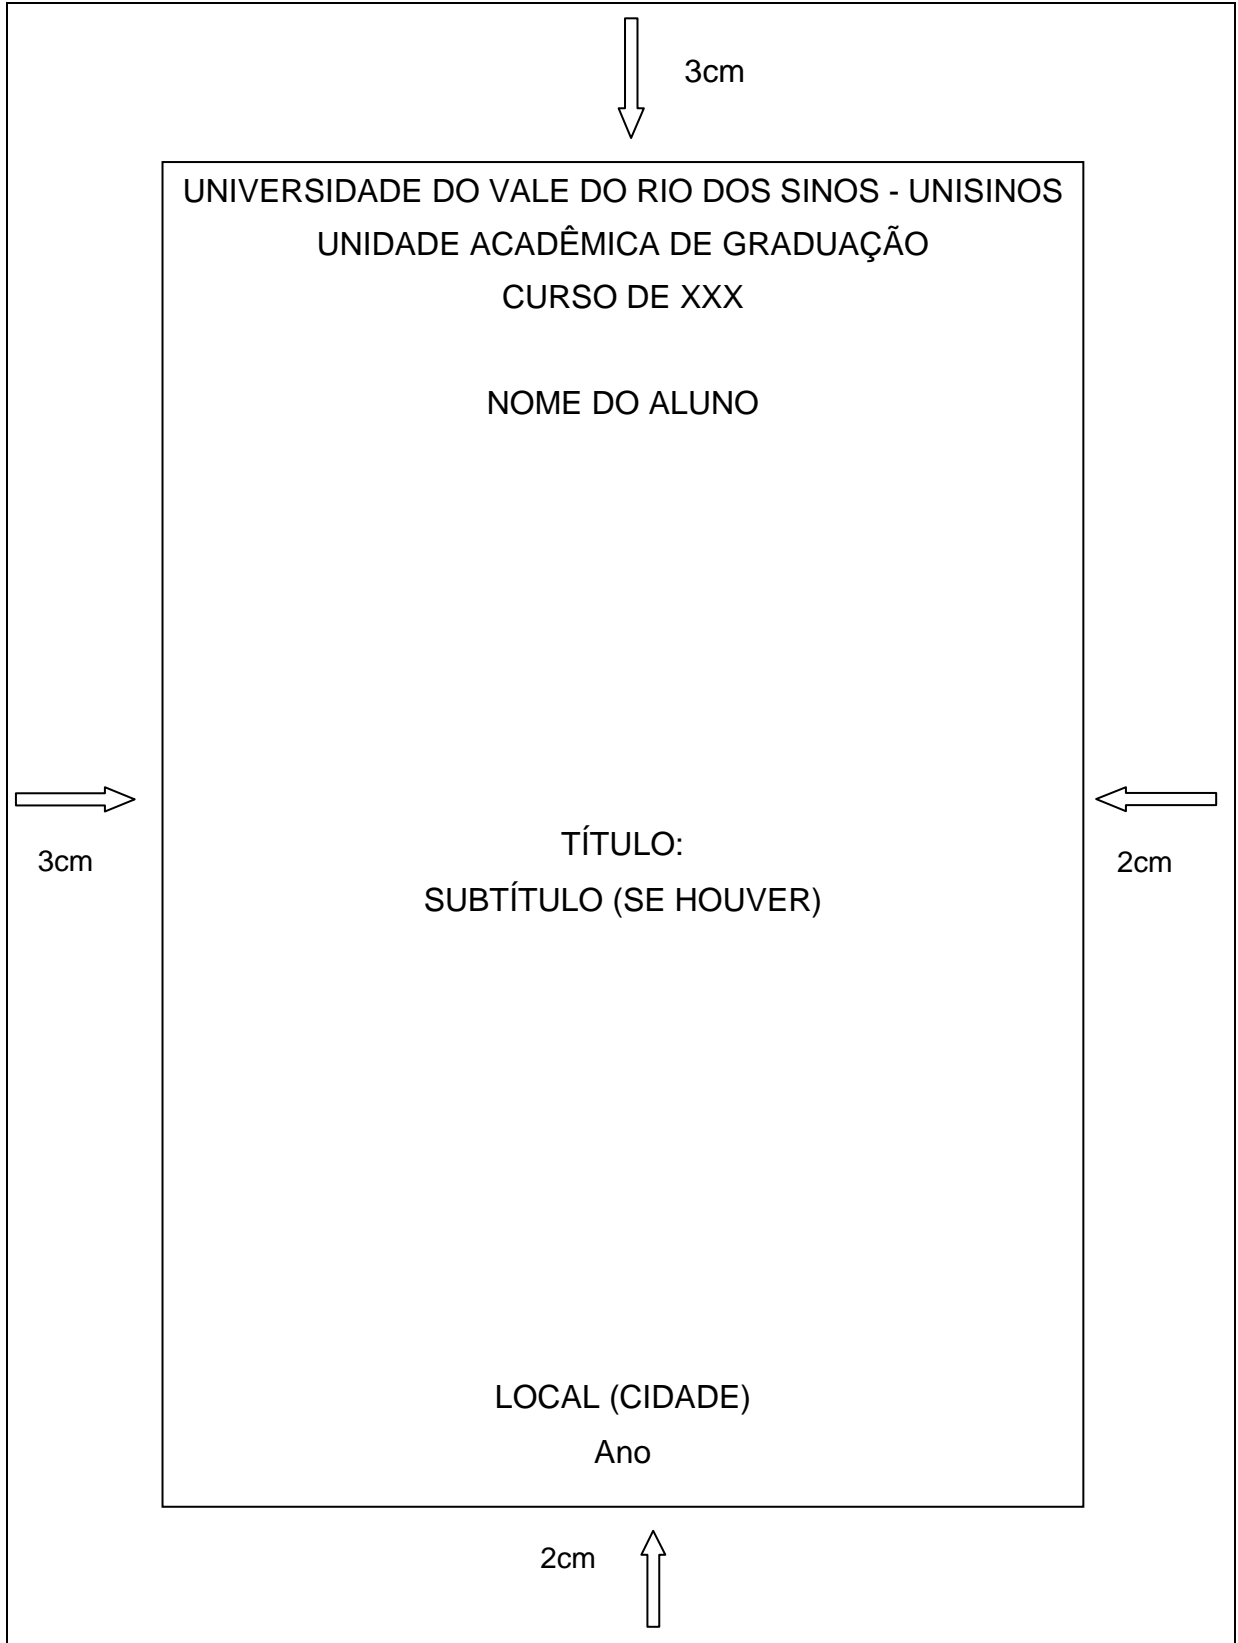 3cm
UNIVERSIDADE DO VALE DO RIO DOS SINOS - UNISINOS
UNIDADE ACADÊMICA DE GRADUAÇÃO
CURSO DE XXX
NOME DO ALUNO
TÍTULO:
3cm
2cm
SUBTÍTULO (SE HOUVER)
LOCAL (CIDADE)
Ano
2cm